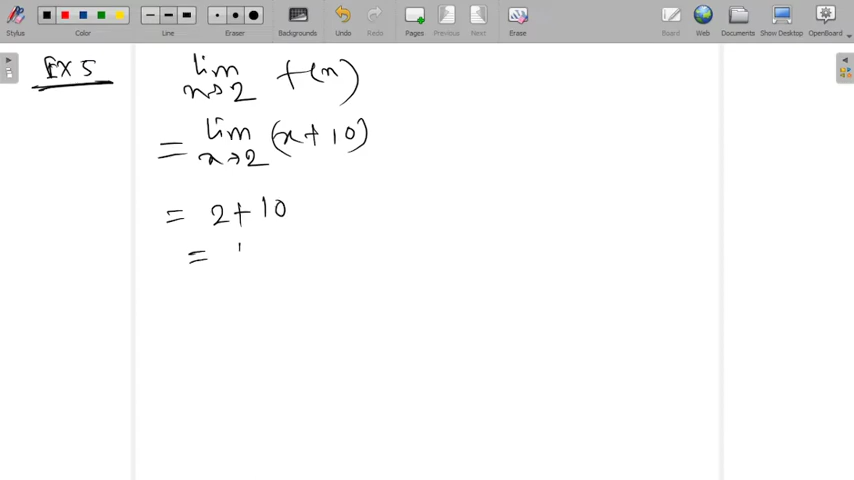 Stylus Color Line Eraser Backgrounds Undo Redo Pages Previous Next Erase Board Web Documents Show Desktop OpenBoard
EX 5
lim x→2 f(x)
= lim x→2 (x+10)
= 2+10
=